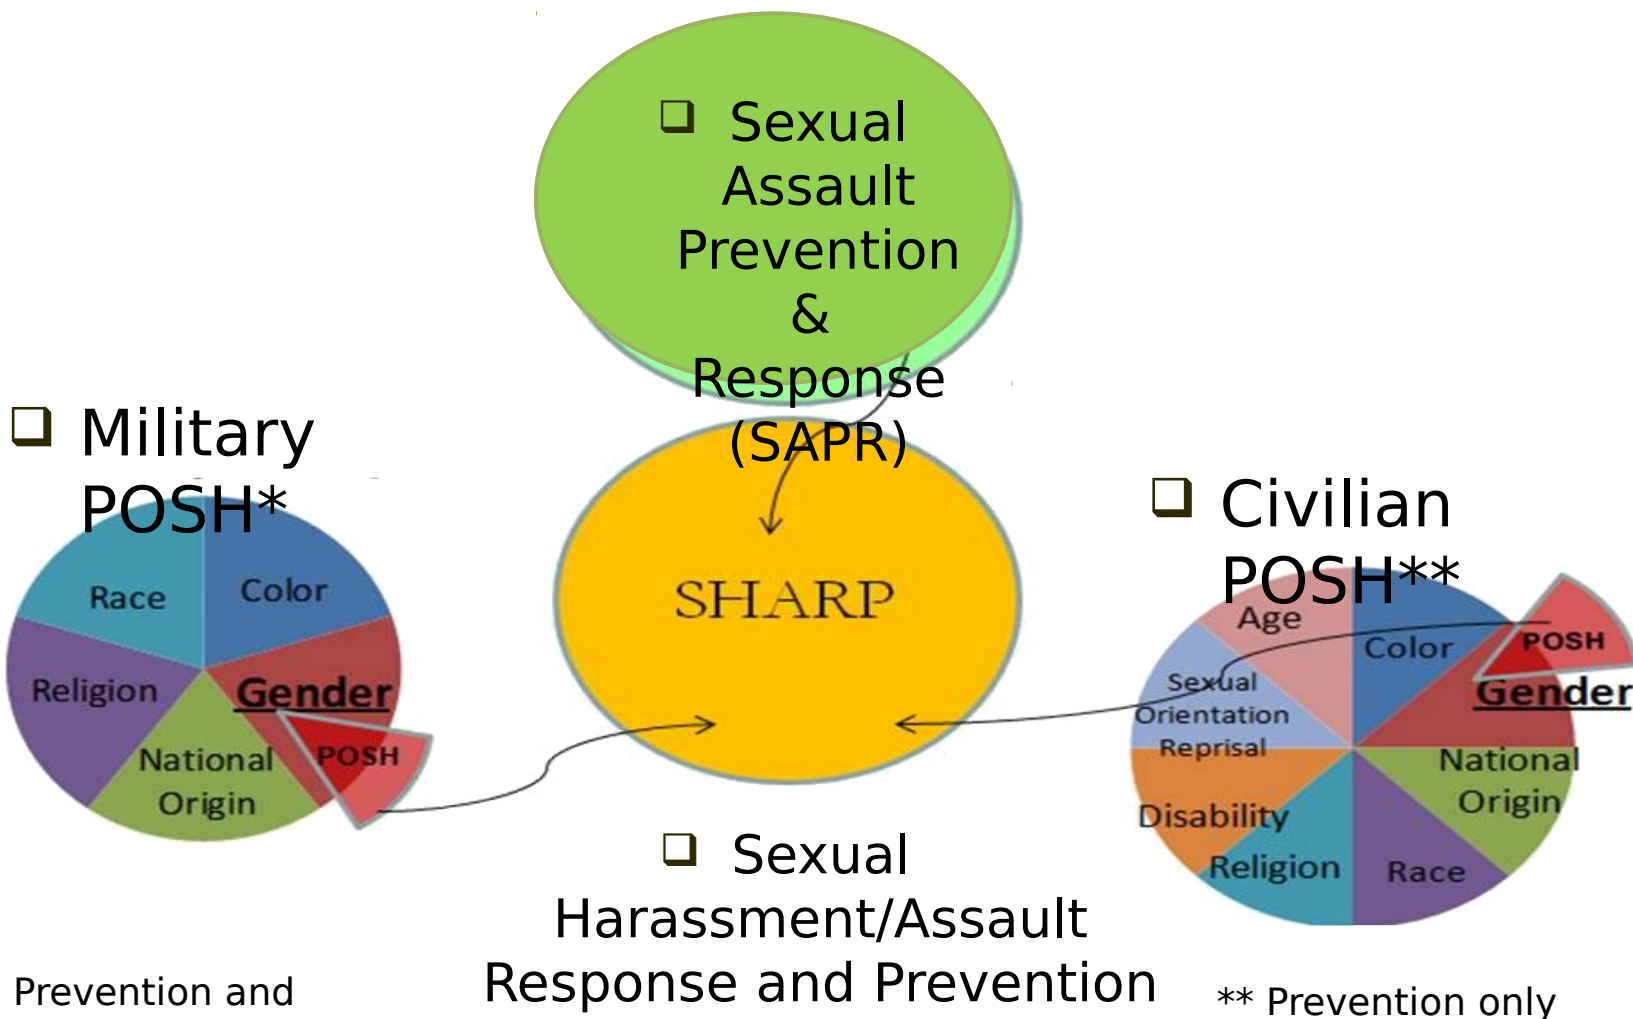 ❑ Sexual
Assault
Prevention
&
Response
(SAPR)
❑ Military
POSH*
Race
Color
Religion
Gender
National
Origin
POSH
SHARP
❑ Civilian
POSH**
Age
Color
POSH
Gender
Sexual
Orientation
Reprisal
National
Origin
Disability
Religion
Race
❑ Sexual
Harassment/Assault
Response and Prevention
Prevention and
** Prevention only